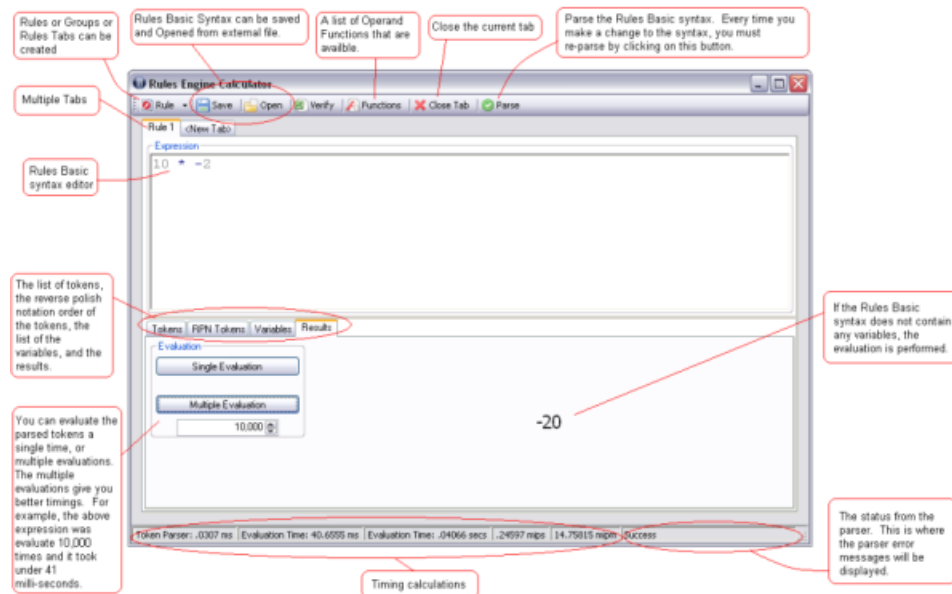 Rules or Groups or
Rules Tabs can be
created
Rules Basic Syntax can be saved
and Opened from external file.
A list of Operand
Functions that are
availble.
Close the current tab
Parse the Rules Basic syntax. Every time you
make a change to the syntax, you must
re-parse by clicking on this button.
Multiple Tabs
Rules Engine Calculator
Rule Save Open Verify Functions Close Tab Parse
Rule 1 <New Tab>
Expression
10 * -2
Rules Basic
syntax editor
The list of tokens,
the reverse polish
notation order of
the tokens, the
list of the
variables, and the
results.
Tokens RPN Tokens Variables Results
Evaluation
Single Evaluation
Multiple Evaluation
10,000
-20
If the Rules Basic
syntax does not contain
any variables, the
evaluation is performed.
You can evaluate the
parsed tokens a
single time, or
multiple evaluations.
The multiple
evaluations give you
better timings. For
example, the above
expression was
evaluate 10,000
times and it took
under 41
milli-seconds.
Token Parser: .0307 ms Evaluation Time: 40.6555 ms Evaluation Time: .04066 secs .24597 mips 14.75815 mipm Success
Timing calculations
The status from the
parser. This is where
the parser error
messages will be
displayed.